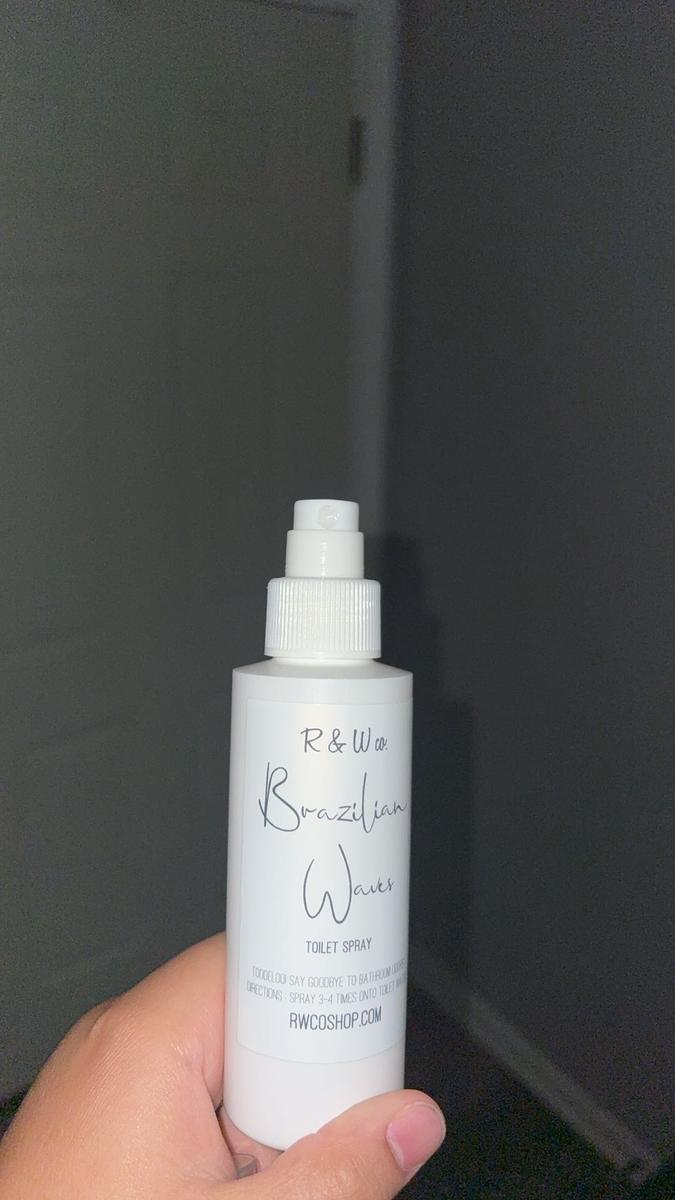 R & W co.
Brazilian
Waves
TOILET SPRAY
TOODELOO! SAY GOODBYE TO BATHROOM
DIRECTIONS : SPRAY 3-4 TIMES ONTO TOILET
RWCOSHOP.COM